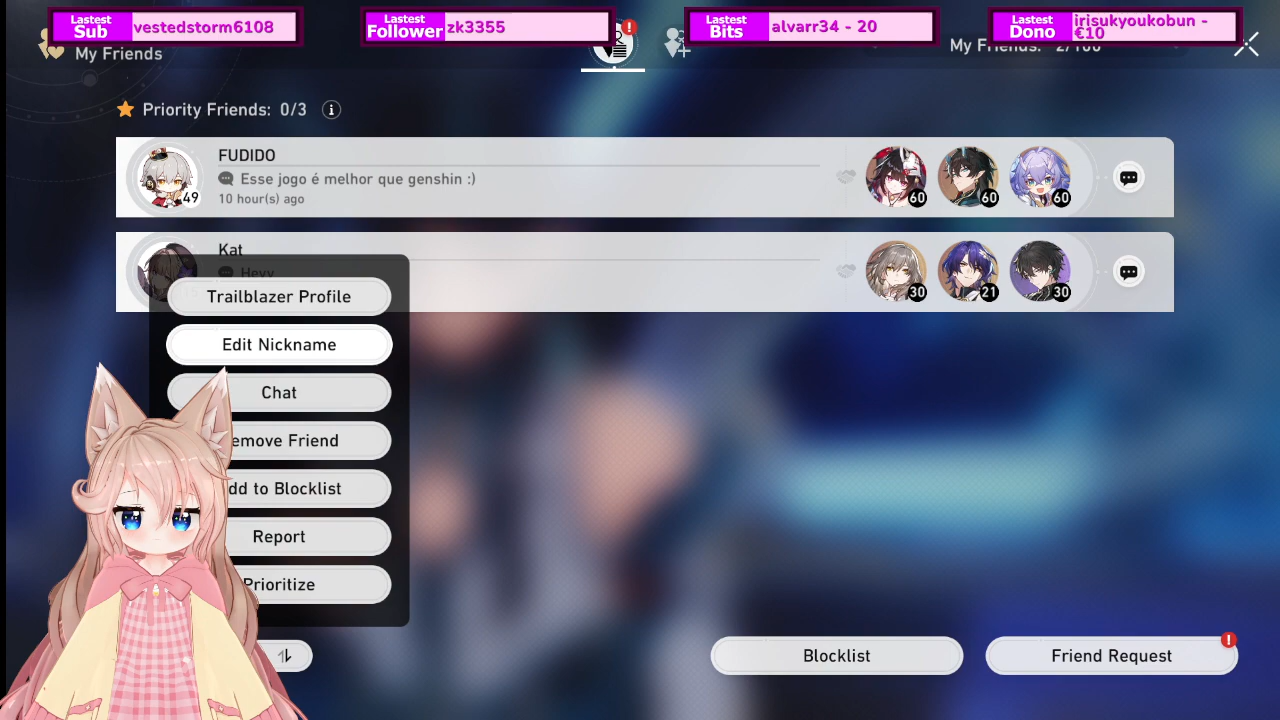 Lastest
Sub
vestedstorm6108
Lastest
Follower
zk3355
Lastest
Bits
alvarr34 - 20
Lastest
Dono
irisukyoukobun -
€10
My Friends
My Friends: 2/100
Priority Friends: 0/3
FUDIDO
Esse jogo é melhor que genshin :)
10 hour(s) ago
49
60
60
60
Kat
Heyy
30
21
30
Trailblazer Profile
Edit Nickname
Chat
emove Friend
dd to Blocklist
Report
Prioritize
Blocklist
Friend Request